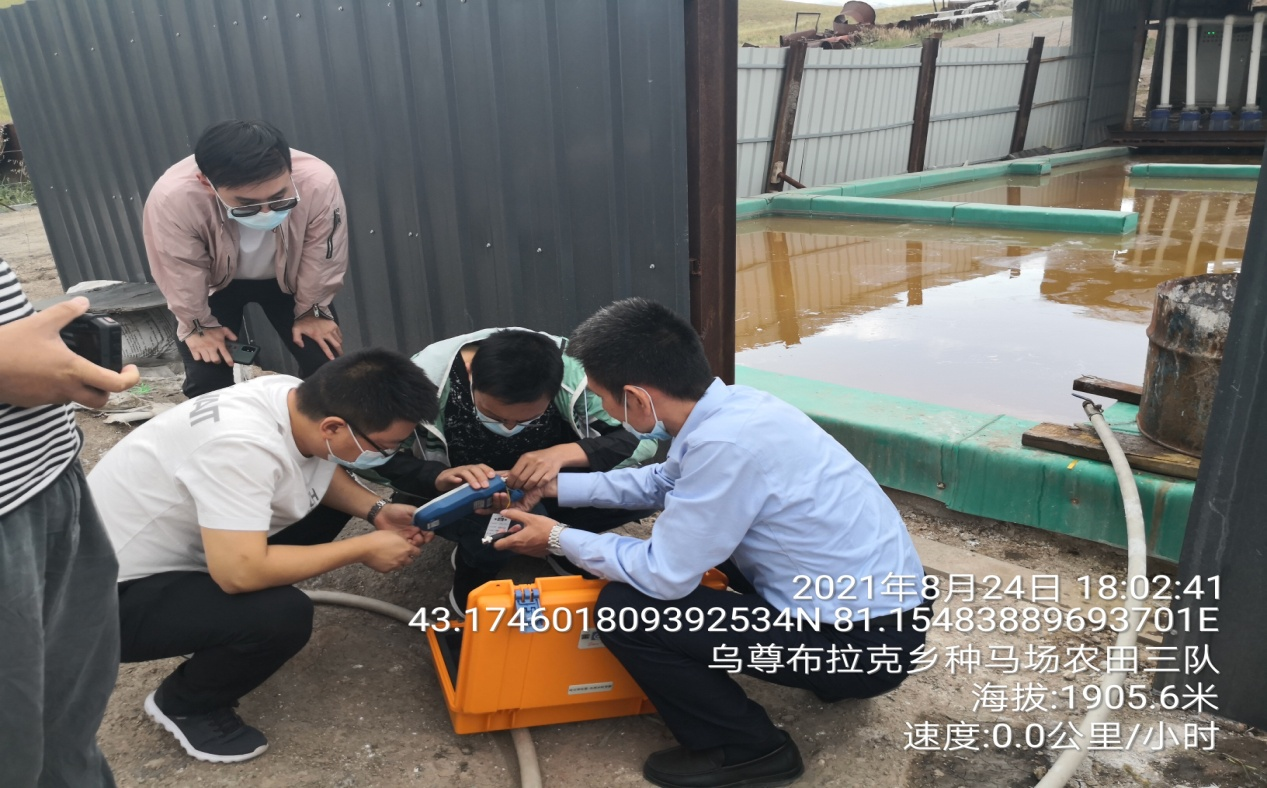 2021年8月24日 18:02:41
43.174601809392534N 81.15483889693701E
乌尊布拉克乡种马场农田三队
海拔:1905.6米
速度:0.0公里/小时